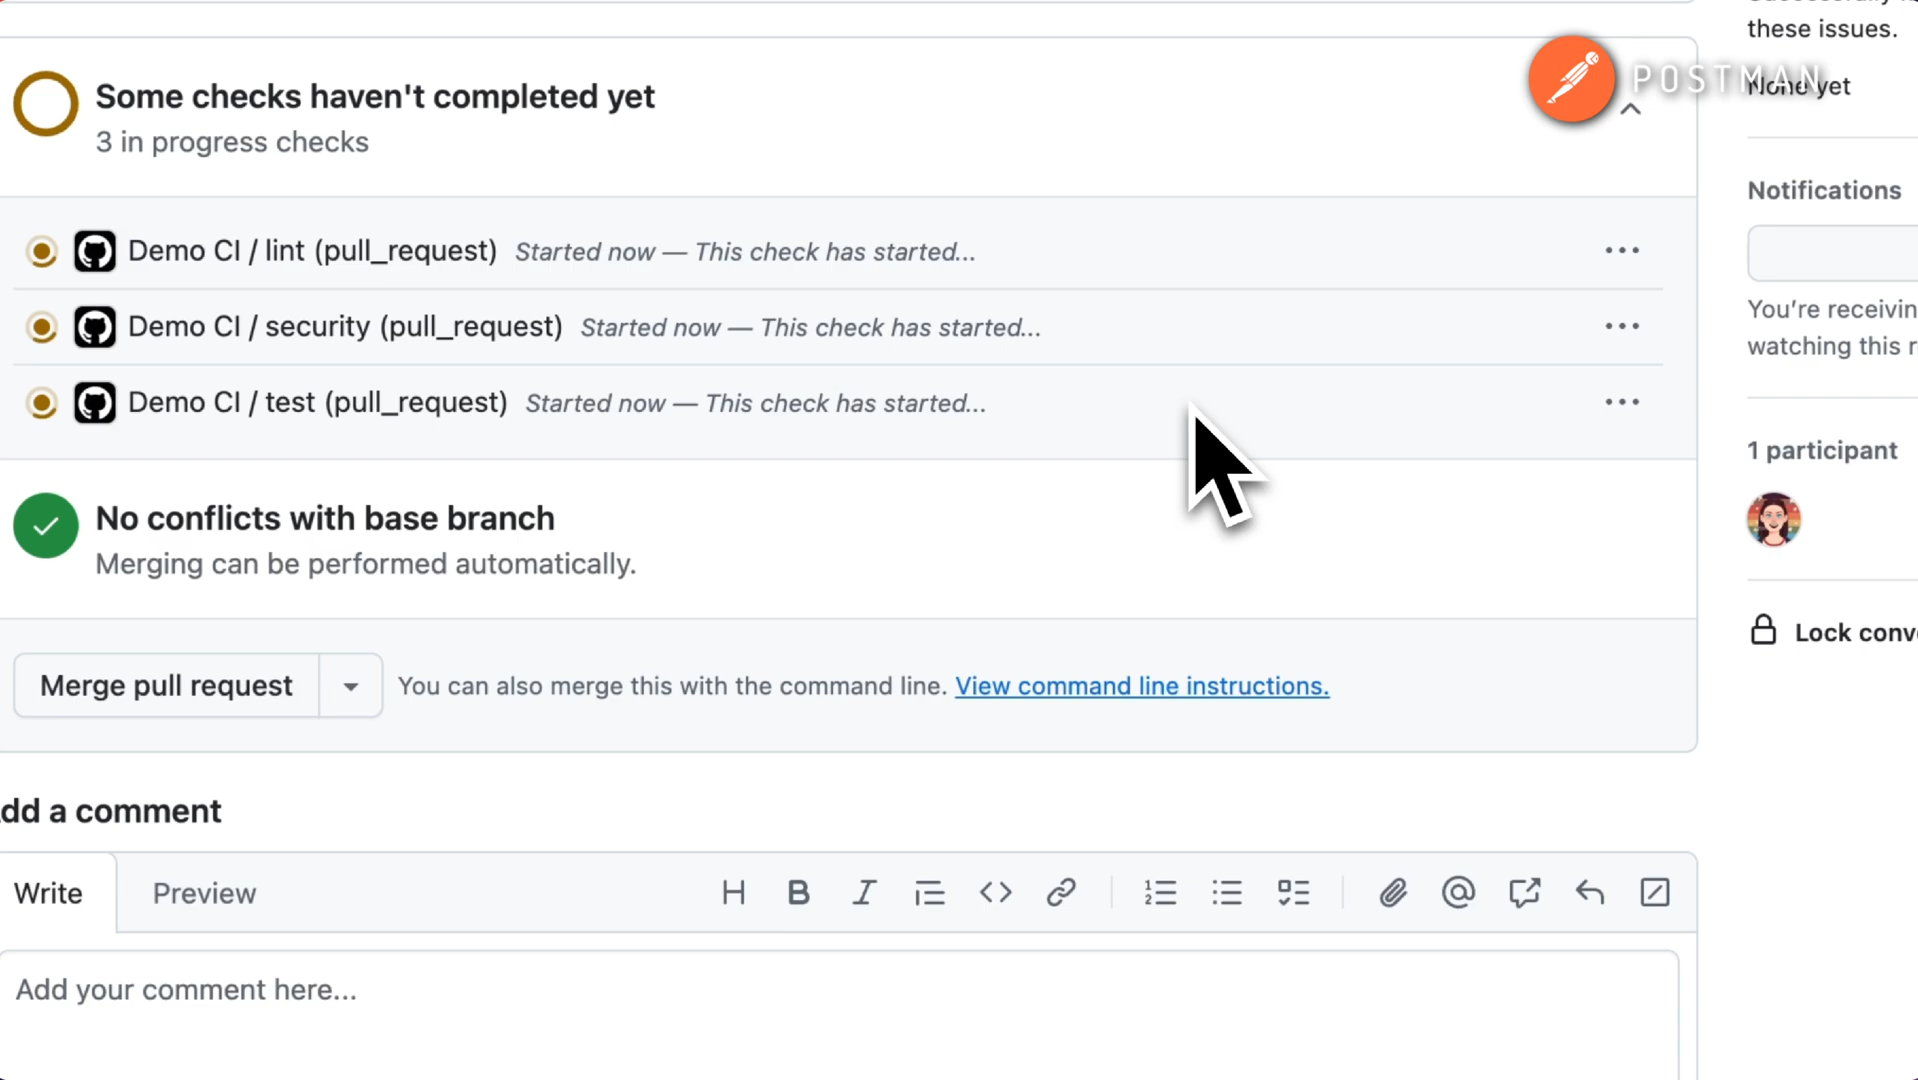 these issues.
POSTMAN
None yet
Some checks haven't completed yet
3 in progress checks
Notifications
Demo CI / lint (pull_request) Started now — This check has started...
Demo CI / security (pull_request) Started now — This check has started...
You're receivin
watching this r
Demo CI / test (pull_request) Started now — This check has started...
1 participant
No conflicts with base branch
Merging can be performed automatically.
Lock conv
Merge pull request You can also merge this with the command line. View command line instructions.
dd a comment
Write Preview
Add your comment here...